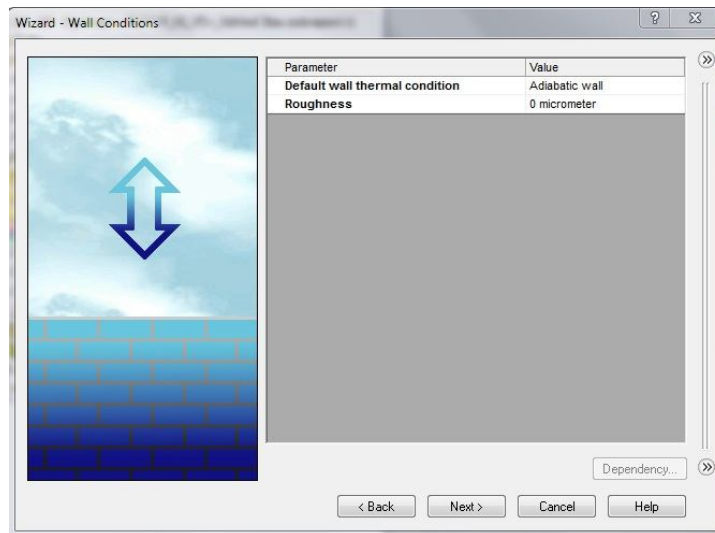 Wizard - Wall Conditions
Parameter Value
Default wall thermal condition Adiabatic wall
Roughness 0 micrometer
Dependency...
< Back Next > Cancel Help